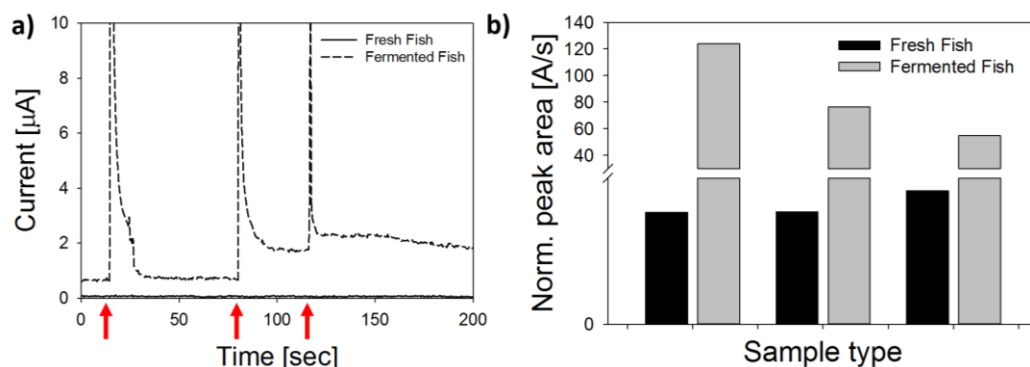 a)
10
8
6
4
2
0
Current [μA]
Fresh Fish
Fermented Fish
0
50
100
150
200
Time [sec]
b)
140
120
100
80
60
40
0
Norm. peak area [A/s]
Fresh Fish
Fermented Fish
Sample type